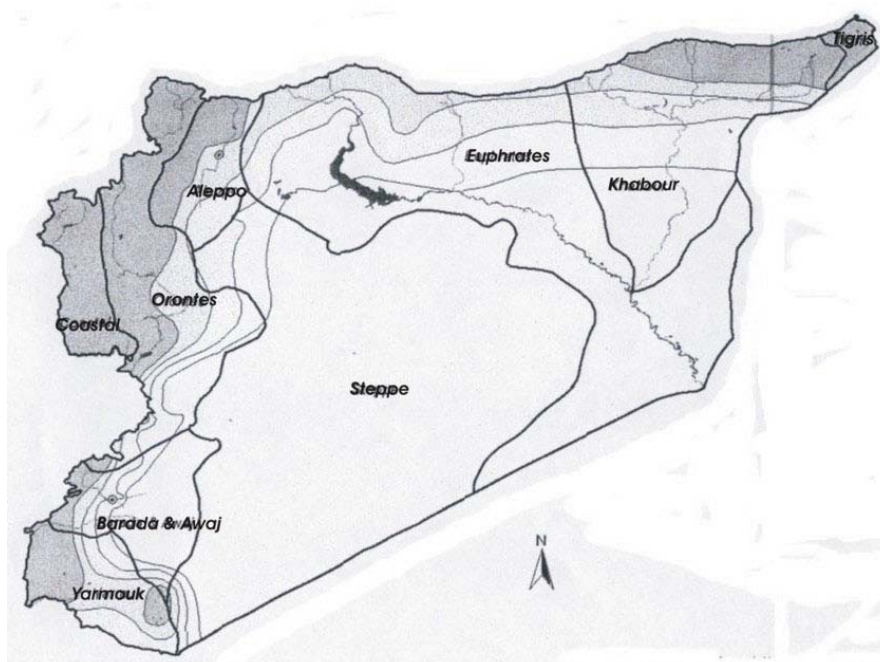 Tigris
Euphrates
Aleppo
Khabour
Orontes
Coastal
Steppe
Barada & Awaj
N
Yarmouk